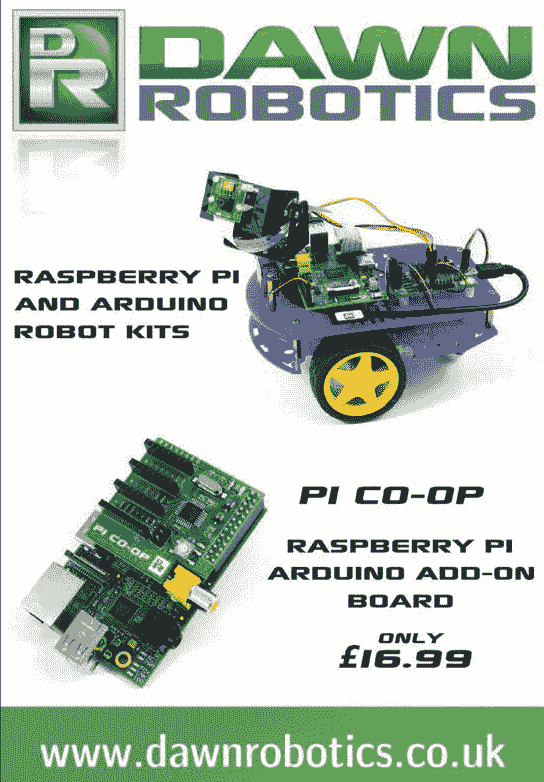 DR
DAWN
ROBOTICS
RASPBERRY PI
AND ARDUINO
ROBOT KITS
PI CO-OP
PI CO-OP
RASPBERRY PI
ARDUINO ADD-ON
BOARD
ONLY
£16.99
www.dawnrobotics.co.uk